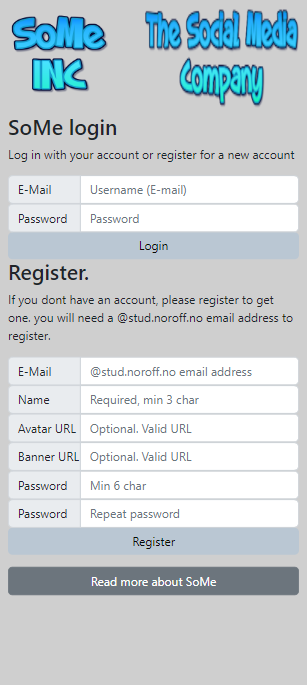 SoMe The Social Media
INC Company
SoMe login
Log in with your account or register for a new account
E-Mail Username (E-mail)
Password Password
Login
Register.
If you dont have an account, please register to get
one. you will need a @stud.noroff.no email address to
register.
E-Mail @stud.noroff.no email address
Name Required, min 3 char
Avatar URL Optional. Valid URL
Banner URL Optional. Valid URL
Password Min 6 char
Password Repeat password
Register
Read more about SoMe